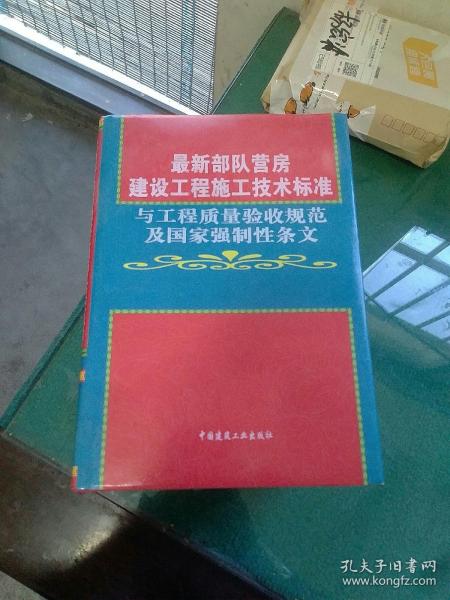 最新部队营房
建设工程施工技术标准
与工程质量验收规范
及国家强制性条文
中国建筑工业出版社
孔夫子旧书网
www.kongfz.com